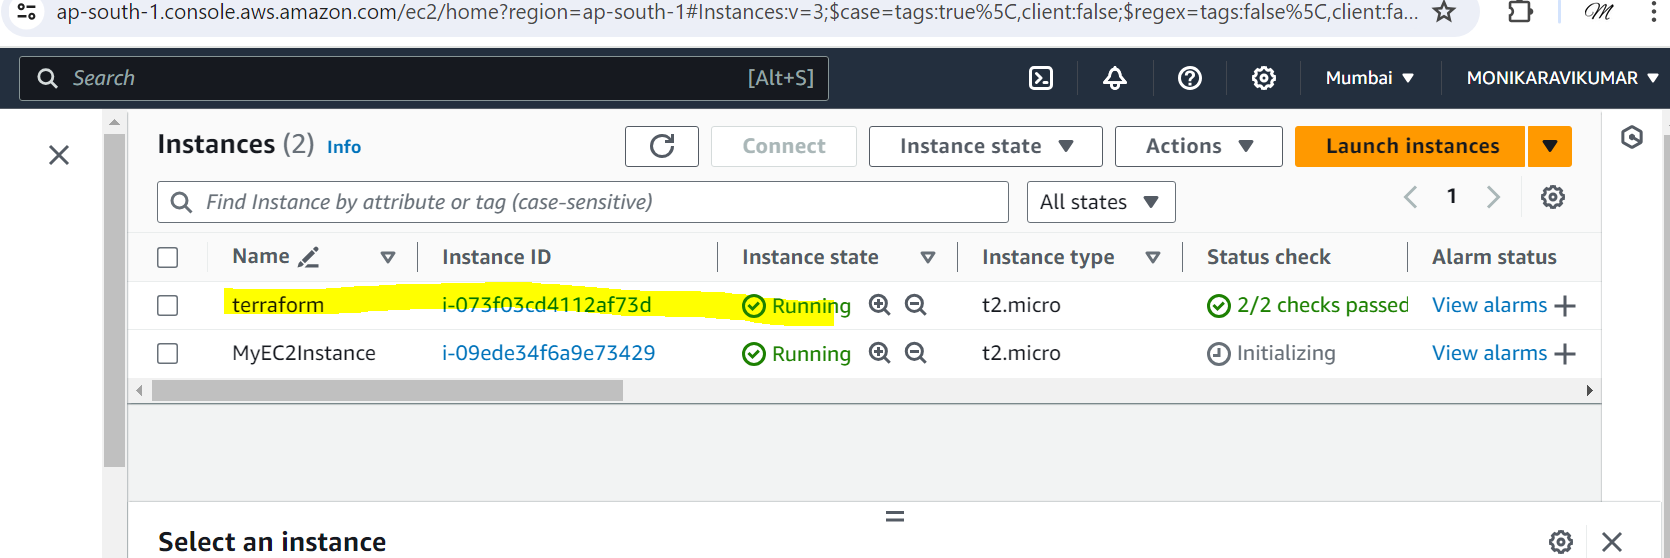 ap-south-1.console.aws.amazon.com/ec2/home?region=ap-south-1#Instances:v=3;$case=tags:true%5C,client:false;$regex=tags:false%5C,client:fa...
Search [Alt+S] Mumbai MONIKARAVIKUMAR
Instances (2) Info Connect Instance state Actions Launch instances
Find Instance by attribute or tag (case-sensitive) All states 1
Name Instance ID Instance state Instance type Status check Alarm status
terraform i-073f03cd4112af73d Running t2.micro 2/2 checks passed View alarms
MyEC2Instance i-09ede34f6a9e73429 Running t2.micro Initializing View alarms
Select an instance